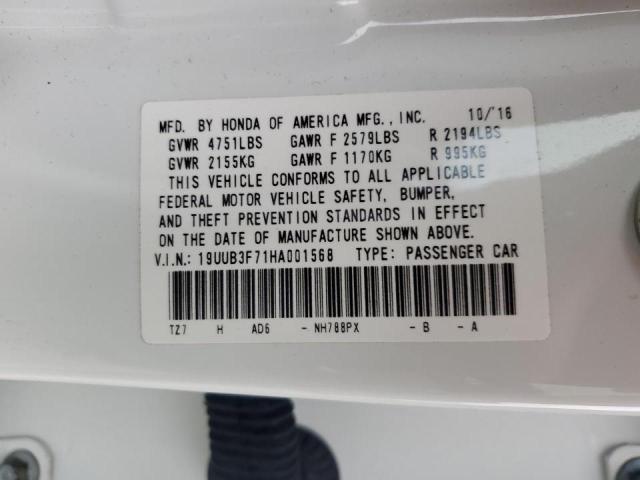 MFD. BY HONDA OF AMERICA MFG., INC. 10/'16
GVWR 4751LBS GAWR F 2579LBS R 2194LBS
GVWR 2155KG GAWR F 1170KG R 995KG
THIS VEHICLE CONFORMS TO ALL APPLICABLE
FEDERAL MOTOR VEHICLE SAFETY, BUMPER,
AND THEFT PREVENTION STANDARDS IN EFFECT
ON THE DATE OF MANUFACTURE SHOWN ABOVE.
V.I.N.: 19UUB3F71HA001568 TYPE: PASSENGER CAR
TZ7 H AD6 - NH788PX - B - A